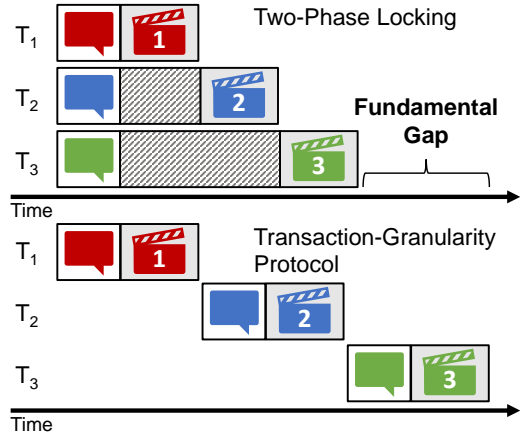 Two-Phase Locking
T1
1
T2
2
Fundamental
Gap
T3
3
Time
Transaction-Granularity
Protocol
T1
1
T2
2
T3
3
Time